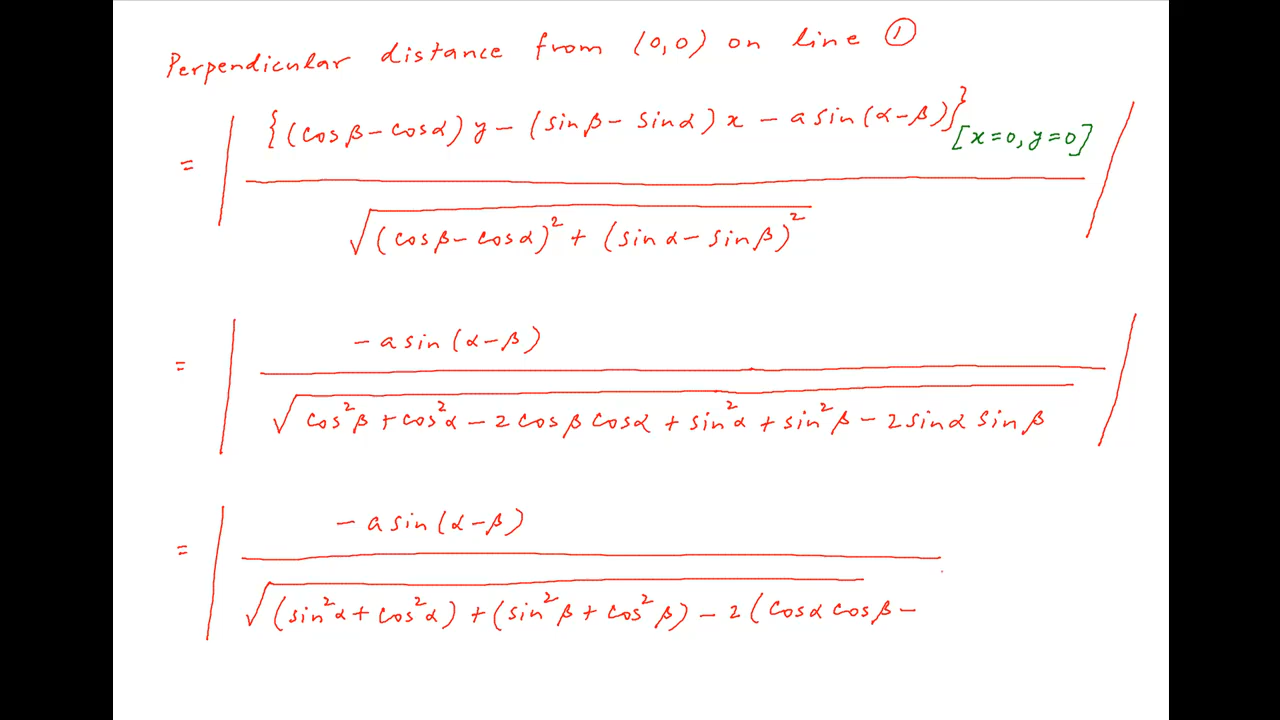 Perpendicular distance from (0,0) on line ①
= | {(cosβ-cosα) y - (sinβ - sinα) x - a sin(α-β)}
[x=0, y=0] |
√(cosβ-cosα)² + (sinα- sinβ)²
- a sin (α-β)
= | |
√cos²β + cos²α - 2 cosβ cosα + sin²α + sin²β - 2 sinα sinβ
- a sin(α-β)
= |
√(sin²α + cos²α) + (sin²β + cos²β) - 2 (cosα cosβ -